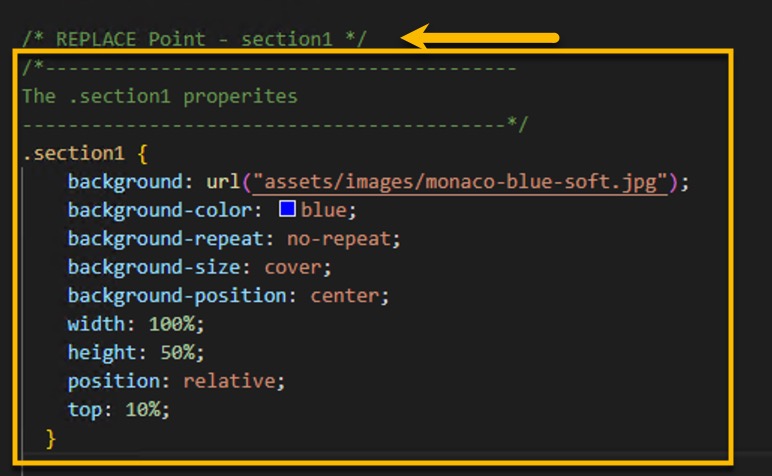 /* REPLACE Point - section1 */
/*-----------------------------------------
The .section1 properites
------------------------------------------*/
.section1 {
background: url("assets/images/monaco-blue-soft.jpg");
background-color: blue;
background-repeat: no-repeat;
background-size: cover;
background-position: center;
width: 100%;
height: 50%;
position: relative;
top: 10%;
}